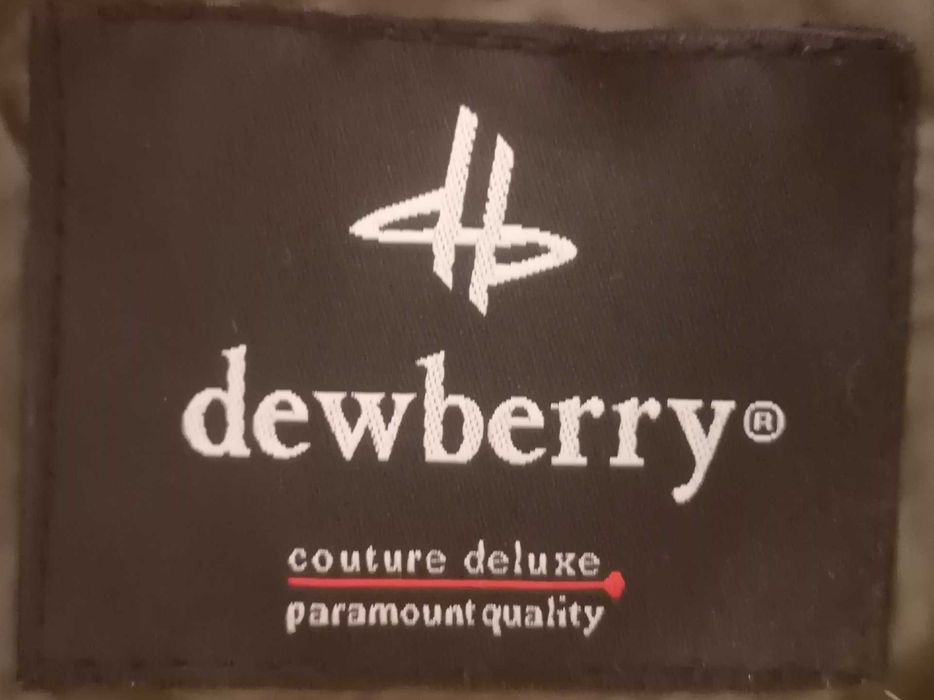 dewberry®
couture deluxe
paramount quality